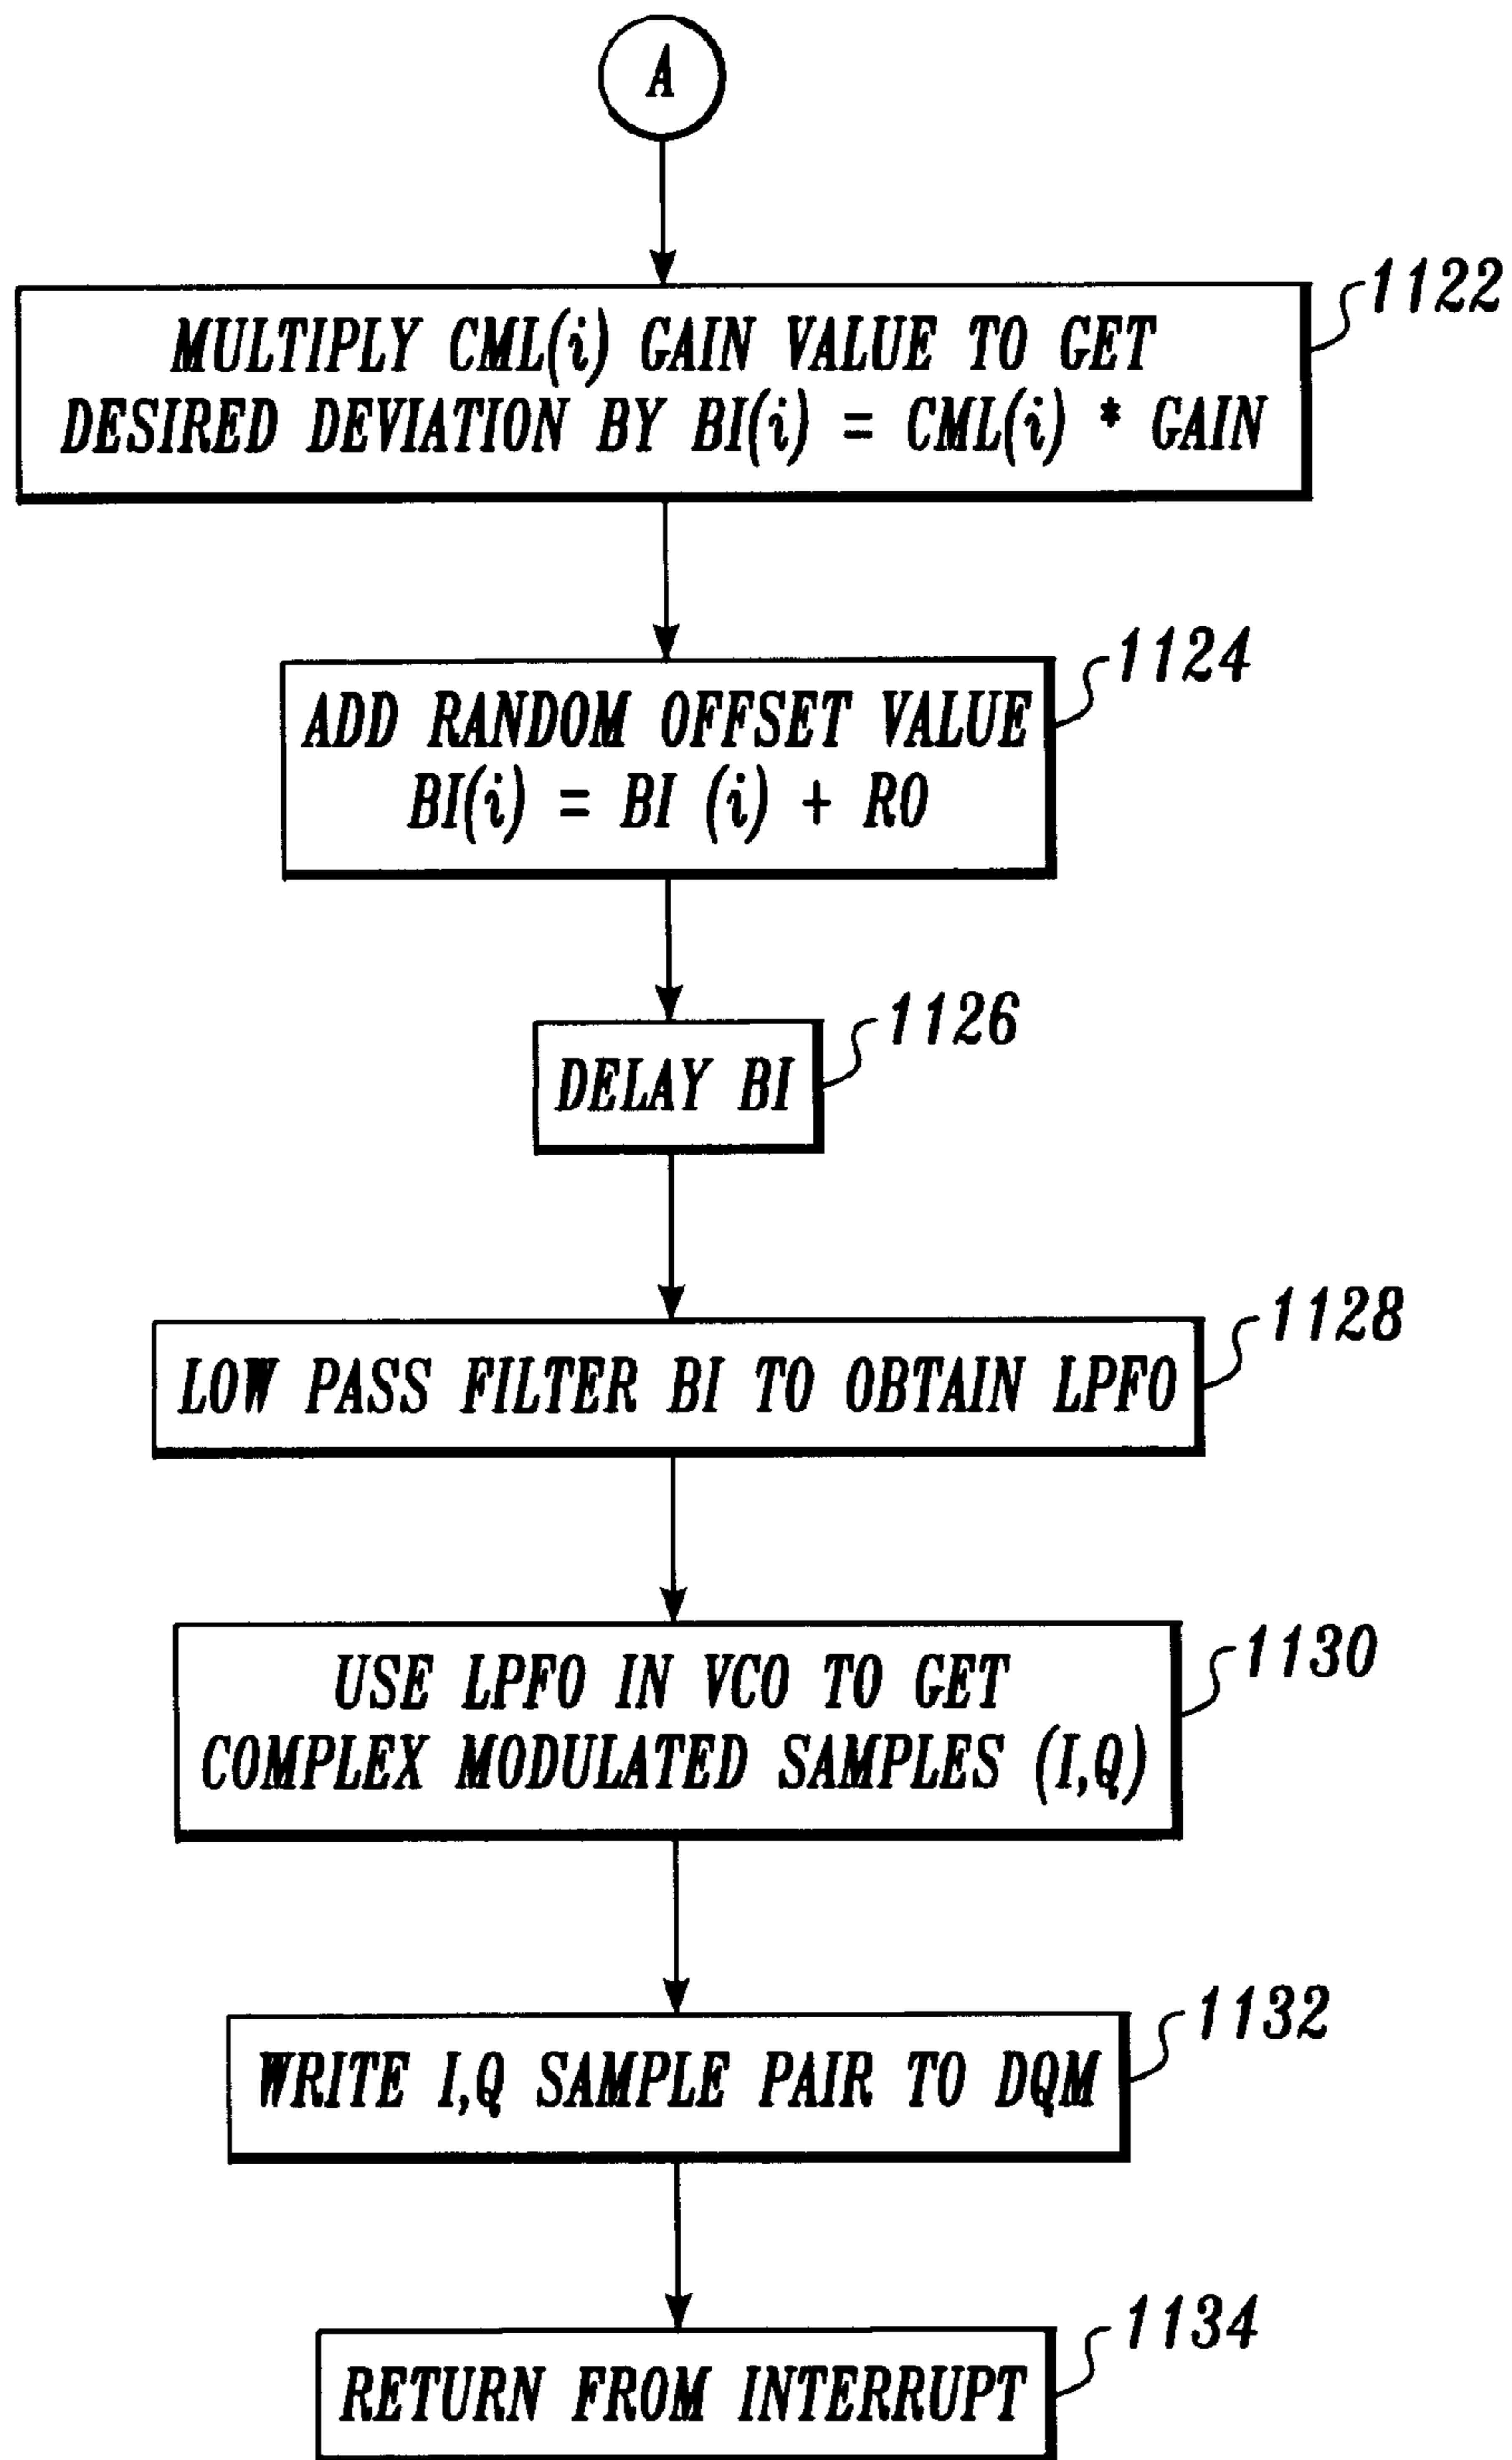 A
1122
MULTIPLY CML(i) GAIN VALUE TO GET
DESIRED DEVIATION BY BI(i) = CML(i) * GAIN
1124
ADD RANDOM OFFSET VALUE
BI(i) = BI (i) + RO
1126
DELAY BI
1128
LOW PASS FILTER BI TO OBTAIN LPFO
1130
USE LPFO IN VCO TO GET
COMPLEX MODULATED SAMPLES (I,Q)
1132
WRITE I,Q SAMPLE PAIR TO DQM
1134
RETURN FROM INTERRUPT